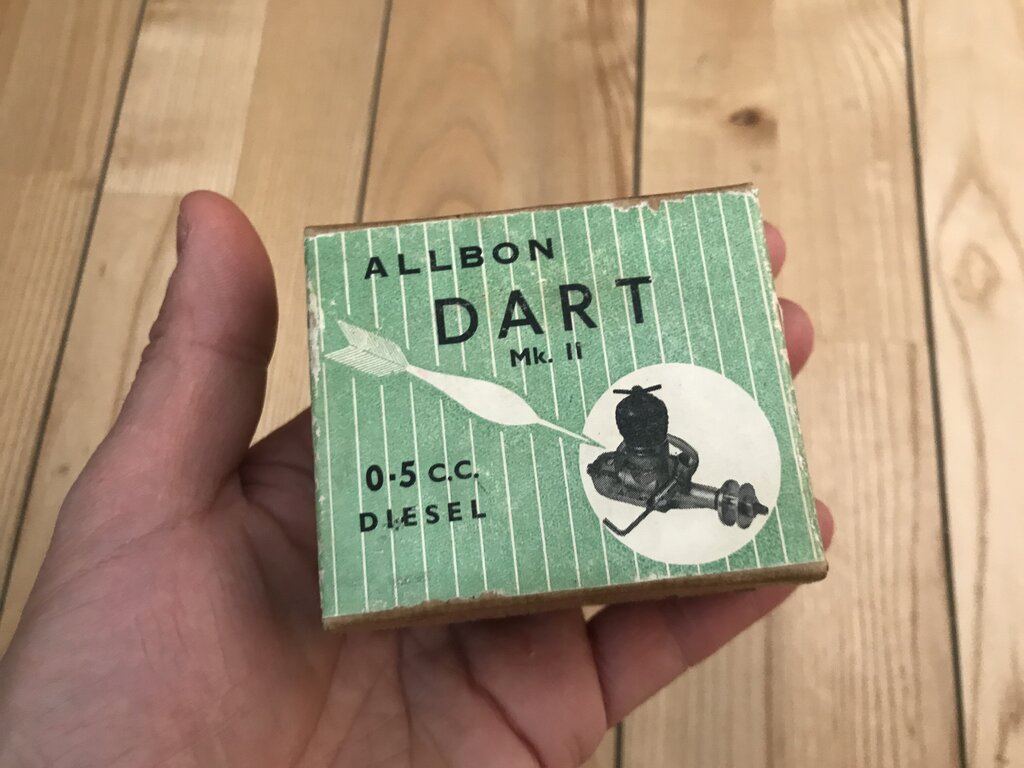 ALLBON
DART
Mk. II
0·5 C.C.
DIESEL